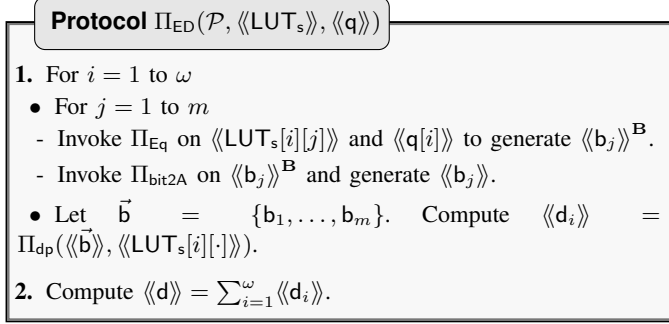 Protocol Π_ED(𝒫, ⟪LUT_s⟫, ⟪q⟫)
1. For i = 1 to ω
• For j = 1 to m
- Invoke Π_Eq on ⟪LUT_s[i][j]⟫ and ⟪q[i]⟫ to generate ⟪b_j⟫^B.
- Invoke Π_bit2A on ⟪b_j⟫^B and generate ⟪b_j⟫.
• Let b⃗ = {b_1, . . . , b_m}. Compute ⟪d_i⟫ =
Π_dp(⟪b⃗⟫, ⟪LUT_s[i][·]⟫).
2. Compute ⟪d⟫ = ∑_{i=1}^{ω}⟪d_i⟫.